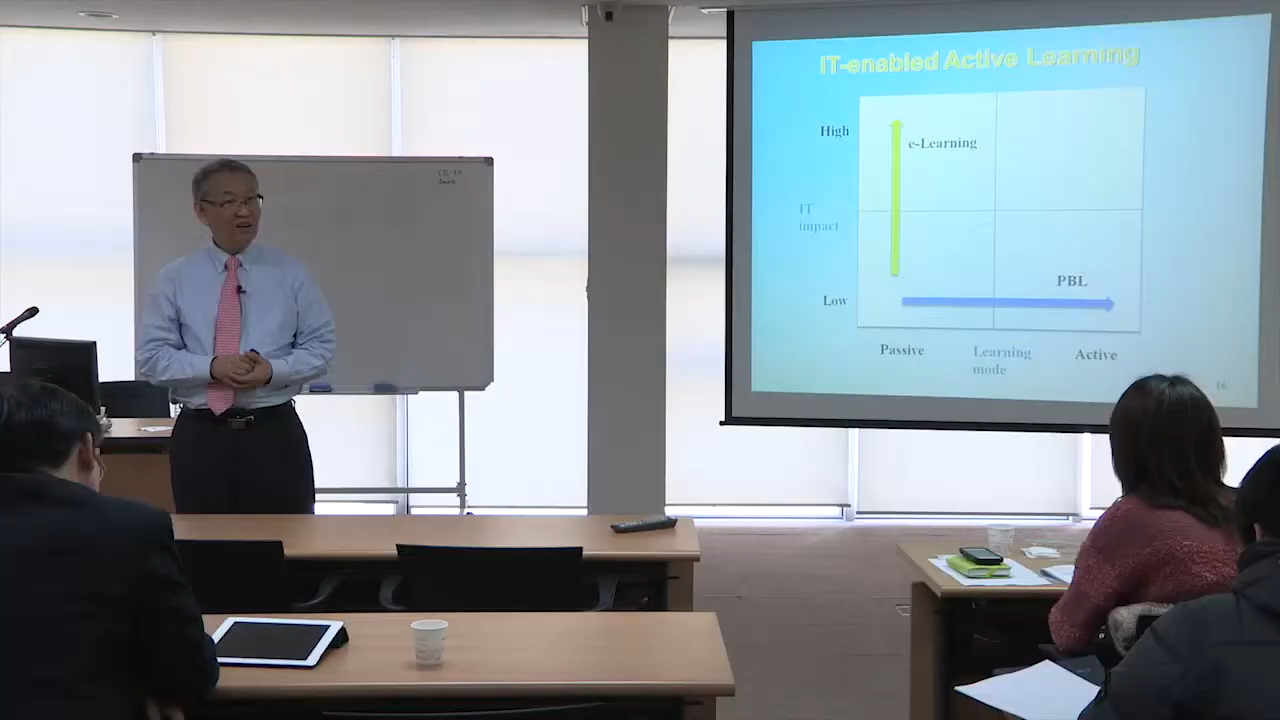 IT-enabled Active Learning
High
e-Learning
IT
impact
PBL
Low
Passive
Learning
mode
Active
16